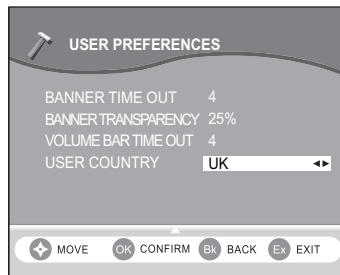 USER PREFERENCES
BANNER TIME OUT 4
BANNER TRANSPARENCY 25%
VOLUME BAR TIME OUT 4
USER COUNTRY UK
MOVE OK CONFIRM Bk BACK Ex EXIT